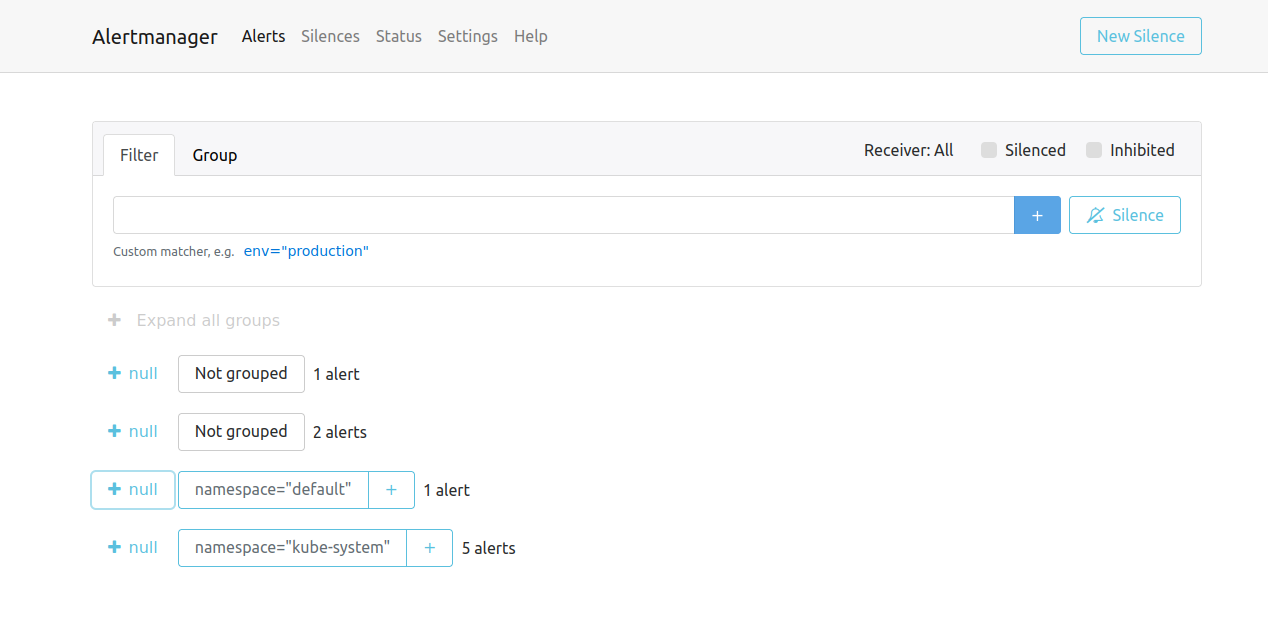 Alertmanager Alerts Silences Status Settings Help New Silence
Filter Group Receiver: All Silenced Inhibited
+ Silence
Custom matcher, e.g. env="production"
+ Expand all groups
+ null Not grouped 1 alert
+ null Not grouped 2 alerts
+ null namespace="default" + 1 alert
+ null namespace="kube-system" + 5 alerts